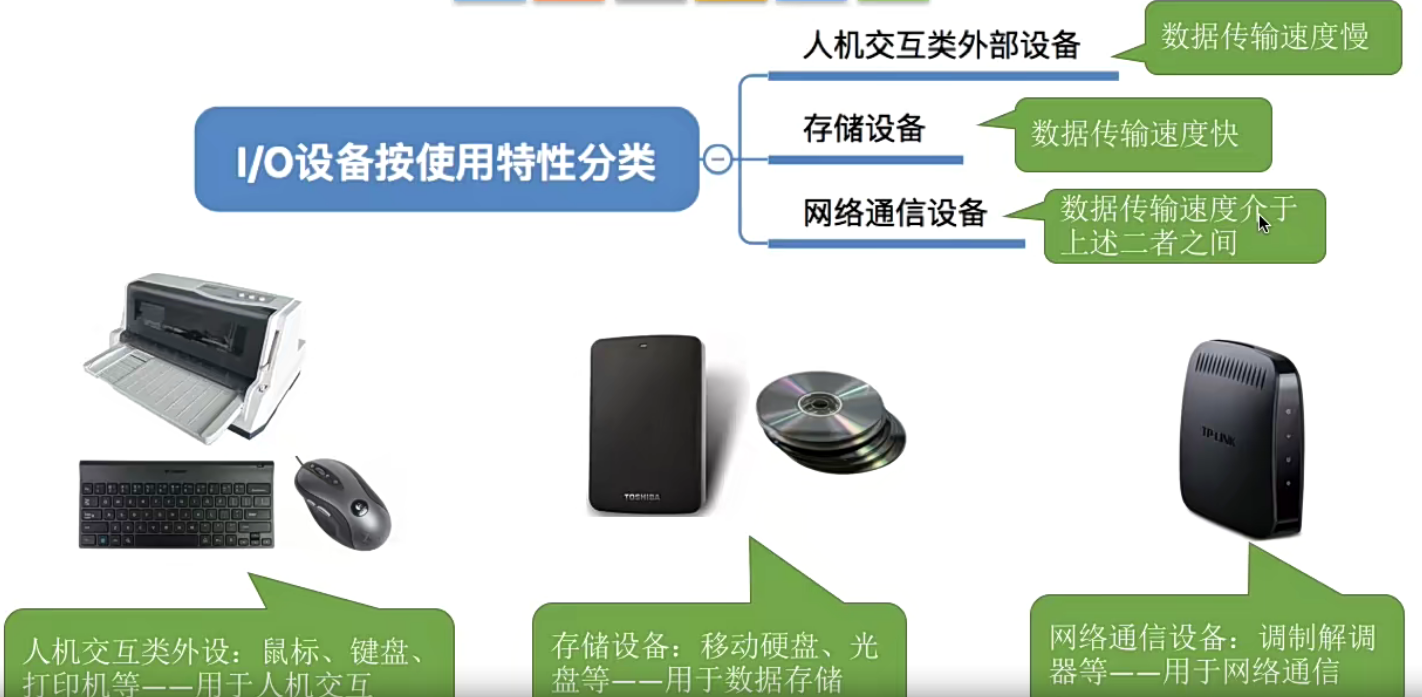 人机交互类外部设备
数据传输速度慢
I/O设备按使用特性分类
存储设备
数据传输速度快
网络通信设备
数据传输速度介于
上述二者之间
TOSHIBA
TP-LINK
人机交互类外设：鼠标、键盘、
打印机等——用于人机交互
存储设备：移动硬盘、光
盘等——用于数据存储
网络通信设备：调制解调
器等——用于网络通信